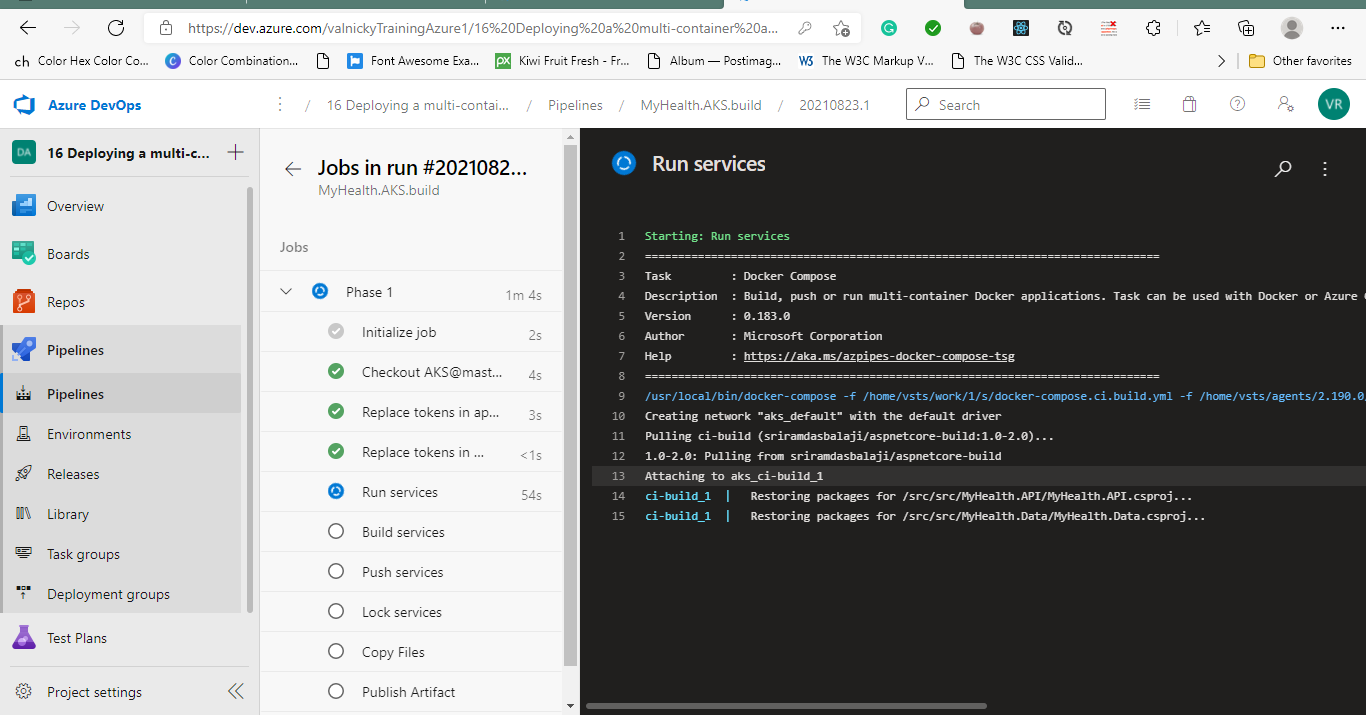 https://dev.azure.com/valnickyTrainingAzure1/16%20Deploying%20a%20multi-container%20a...
ch Color Hex Color Co...
C Color Combination...
Font Awesome Exa...
PX Kiwi Fruit Fresh - Fr...
Album — Postimag...
W3 The W3C Markup V...
The W3C CSS Valid...
Other favorites
Azure DevOps
/ 16 Deploying a multi-contai... / Pipelines / MyHealth.AKS.build / 20210823.1
Search
VR
DA 16 Deploying a multi-c...
Overview
Boards
Repos
Pipelines
Pipelines
Environments
Releases
Library
Task groups
Deployment groups
Test Plans
Project settings
Jobs in run #2021082...
MyHealth.AKS.build
Jobs
Phase 1 1m 4s
Initialize job 2s
Checkout AKS@mast... 4s
Replace tokens in ap... 3s
Replace tokens in ... <1s
Run services 54s
Build services
Push services
Lock services
Copy Files
Publish Artifact
Run services
1 Starting: Run services
2 ==============================================================================
3 Task : Docker Compose
4 Description : Build, push or run multi-container Docker applications. Task can be used with Docker or Azure
5 Version : 0.183.0
6 Author : Microsoft Corporation
7 Help : https://aka.ms/azpipes-docker-compose-tsg
8 ==============================================================================
9 /usr/local/bin/docker-compose -f /home/vsts/work/1/s/docker-compose.ci.build.yml -f /home/vsts/agents/2.190.0/
10 Creating network "aks_default" with the default driver
11 Pulling ci-build (sriramdasbalaji/aspnetcore-build:1.0-2.0)...
12 1.0-2.0: Pulling from sriramdasbalaji/aspnetcore-build
13 Attaching to aks_ci-build_1
14 ci-build_1 | Restoring packages for /src/src/MyHealth.API/MyHealth.API.csproj...
15 ci-build_1 | Restoring packages for /src/src/MyHealth.Data/MyHealth.Data.csproj...